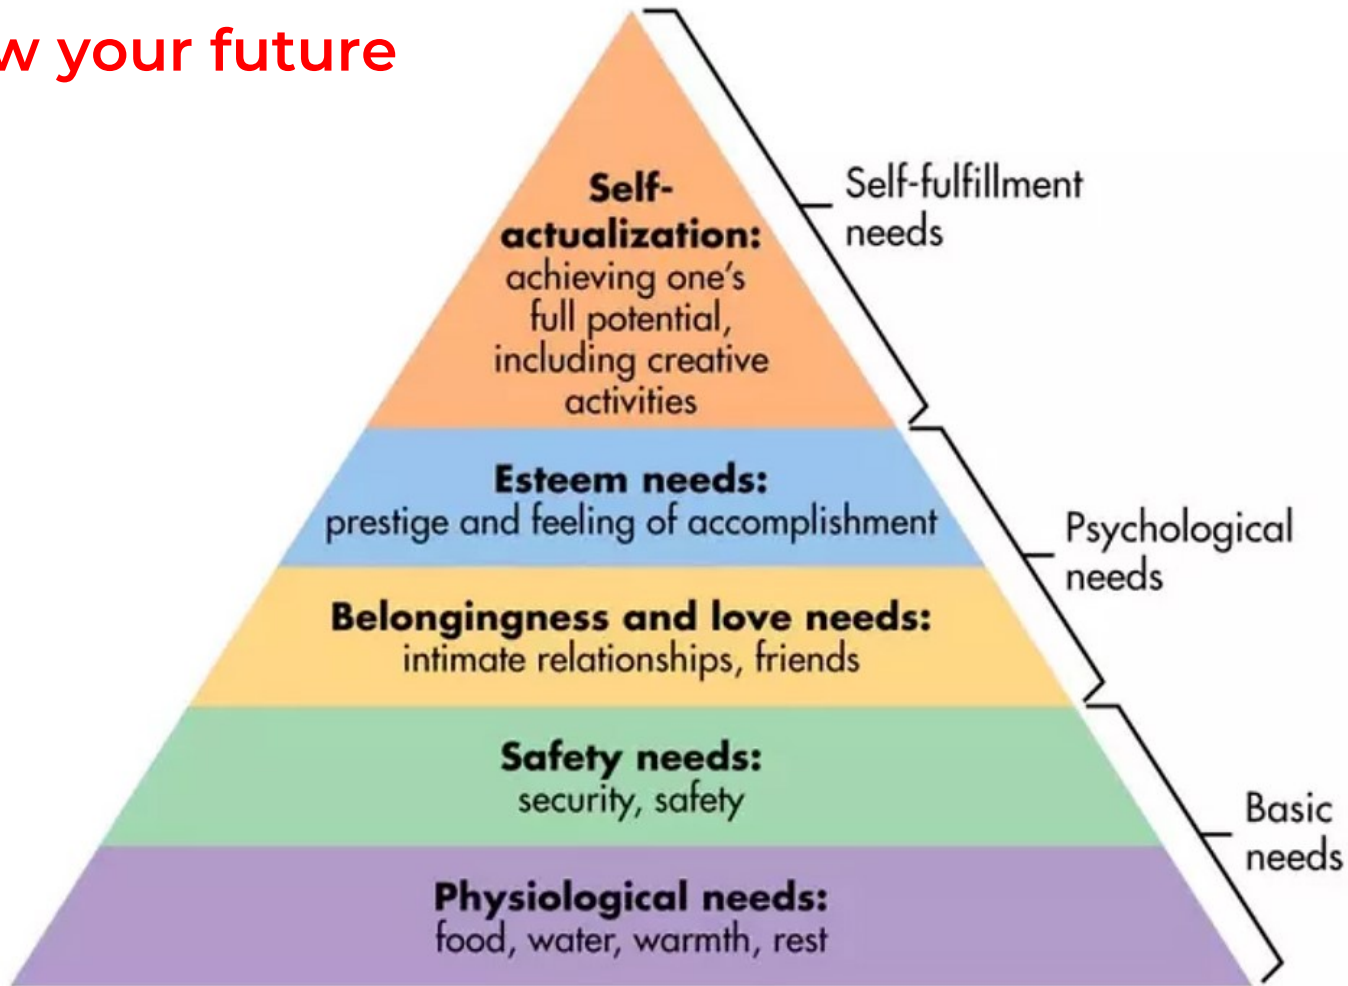 your future
Self-
actualization:
achieving one's
full potential,
including creative
activities
Self-fulfillment
needs
Esteem needs:
prestige and feeling of accomplishment
Psychological
needs
Belongingness and love needs:
intimate relationships, friends
Safety needs:
security, safety
Basic
needs
Physiological needs:
food, water, warmth, rest